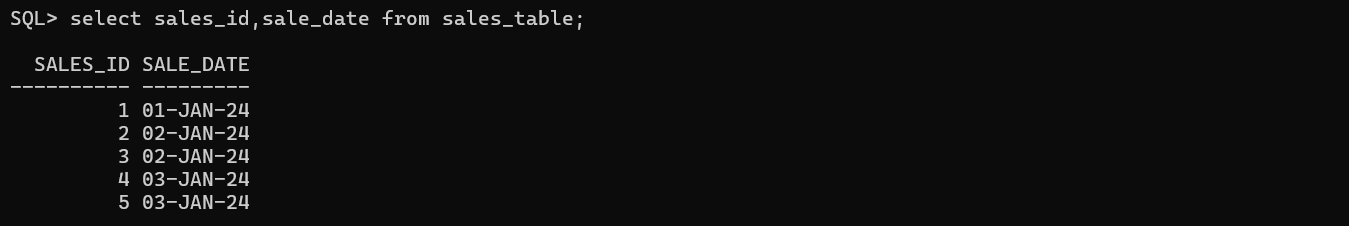 SQL> select sales_id,sale_date from sales_table;

  SALES_ID SALE_DATE
---------- ---------
         1 01-JAN-24
         2 02-JAN-24
         3 02-JAN-24
         4 03-JAN-24
         5 03-JAN-24